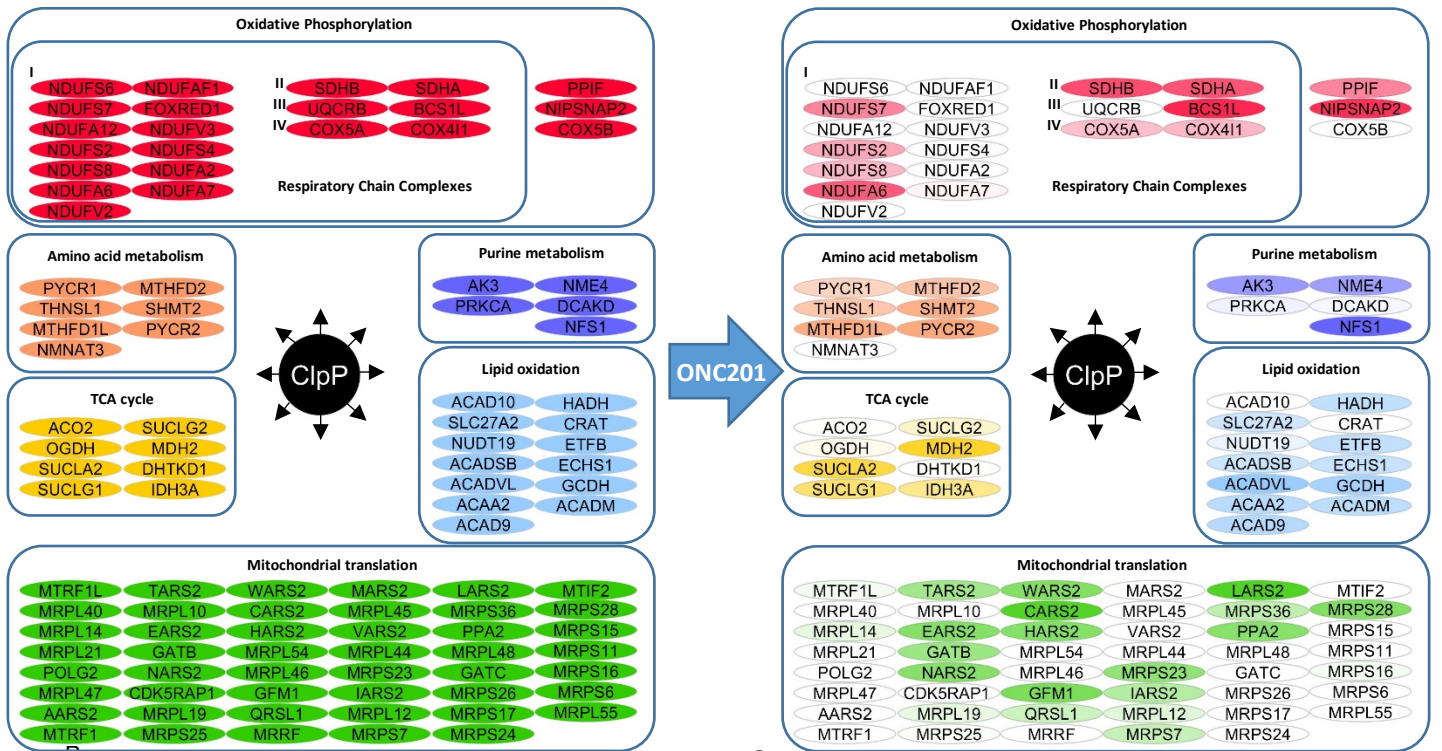 Oxidative Phosphorylation
I
NDUFS6 NDUFAF1
NDUFS7 FOXRED1
NDUFA12 NDUFV3
NDUFS2 NDUFS4
NDUFS8 NDUFA2
NDUFA6 NDUFA7
NDUFV2
II SDHB SDHA
III UQCRB BCS1L
IV COX5A COX4I1
Respiratory Chain Complexes
PPIF
NIPSNAP2
COX5B
Amino acid metabolism
PYCR1 MTHFD2
THNSL1 SHMT2
MTHFD1L PYCR2
NMNAT3
Purine metabolism
AK3 NME4
PRKCA DCAKD
NFS1
ClpP
TCA cycle
ACO2 SUCLG2
OGDH MDH2
SUCLA2 DHTKD1
SUCLG1 IDH3A
Lipid oxidation
ACAD10 HADH
SLC27A2 CRAT
NUDT19 ETFB
ACADSB ECHS1
ACADVL GCDH
ACAA2 ACADM
ACAD9
Mitochondrial translation
MTRF1L TARS2 WARS2 MARS2 LARS2 MTIF2
MRPL40 MRPL10 CARS2 MRPL45 MRPS36 MRPS28
MRPL14 EARS2 HARS2 VARS2 PPA2 MRPS15
MRPL21 GATB MRPL54 MRPL44 MRPL48 MRPS11
POLG2 NARS2 MRPL46 MRPS23 GATC MRPS16
MRPL47 CDK5RAP1 GFM1 IARS2 MRPS26 MRPS6
AARS2 MRPL19 QRSL1 MRPL12 MRPS17 MRPL55
MTRF1 MRPS25 MRRF MRPS7 MRPS24
ONC201
Oxidative Phosphorylation
I
NDUFS6 NDUFAF1
NDUFS7 FOXRED1
NDUFA12 NDUFV3
NDUFS2 NDUFS4
NDUFS8 NDUFA2
NDUFA6 NDUFA7
NDUFV2
II SDHB SDHA
III UQCRB BCS1L
IV COX5A COX4I1
Respiratory Chain Complexes
PPIF
NIPSNAP2
COX5B
Amino acid metabolism
PYCR1 MTHFD2
THNSL1 SHMT2
MTHFD1L PYCR2
NMNAT3
Purine metabolism
AK3 NME4
PRKCA DCAKD
NFS1
ClpP
TCA cycle
ACO2 SUCLG2
OGDH MDH2
SUCLA2 DHTKD1
SUCLG1 IDH3A
Lipid oxidation
ACAD10 HADH
SLC27A2 CRAT
NUDT19 ETFB
ACADSB ECHS1
ACADVL GCDH
ACAA2 ACADM
ACAD9
Mitochondrial translation
MTRF1L TARS2 WARS2 MARS2 LARS2 MTIF2
MRPL40 MRPL10 CARS2 MRPL45 MRPS36 MRPS28
MRPL14 EARS2 HARS2 VARS2 PPA2 MRPS15
MRPL21 GATB MRPL54 MRPL44 MRPL48 MRPS11
POLG2 NARS2 MRPL46 MRPS23 GATC MRPS16
MRPL47 CDK5RAP1 GFM1 IARS2 MRPS26 MRPS6
AARS2 MRPL19 QRSL1 MRPL12 MRPS17 MRPL55
MTRF1 MRPS25 MRRF MRPS7 MRPS24